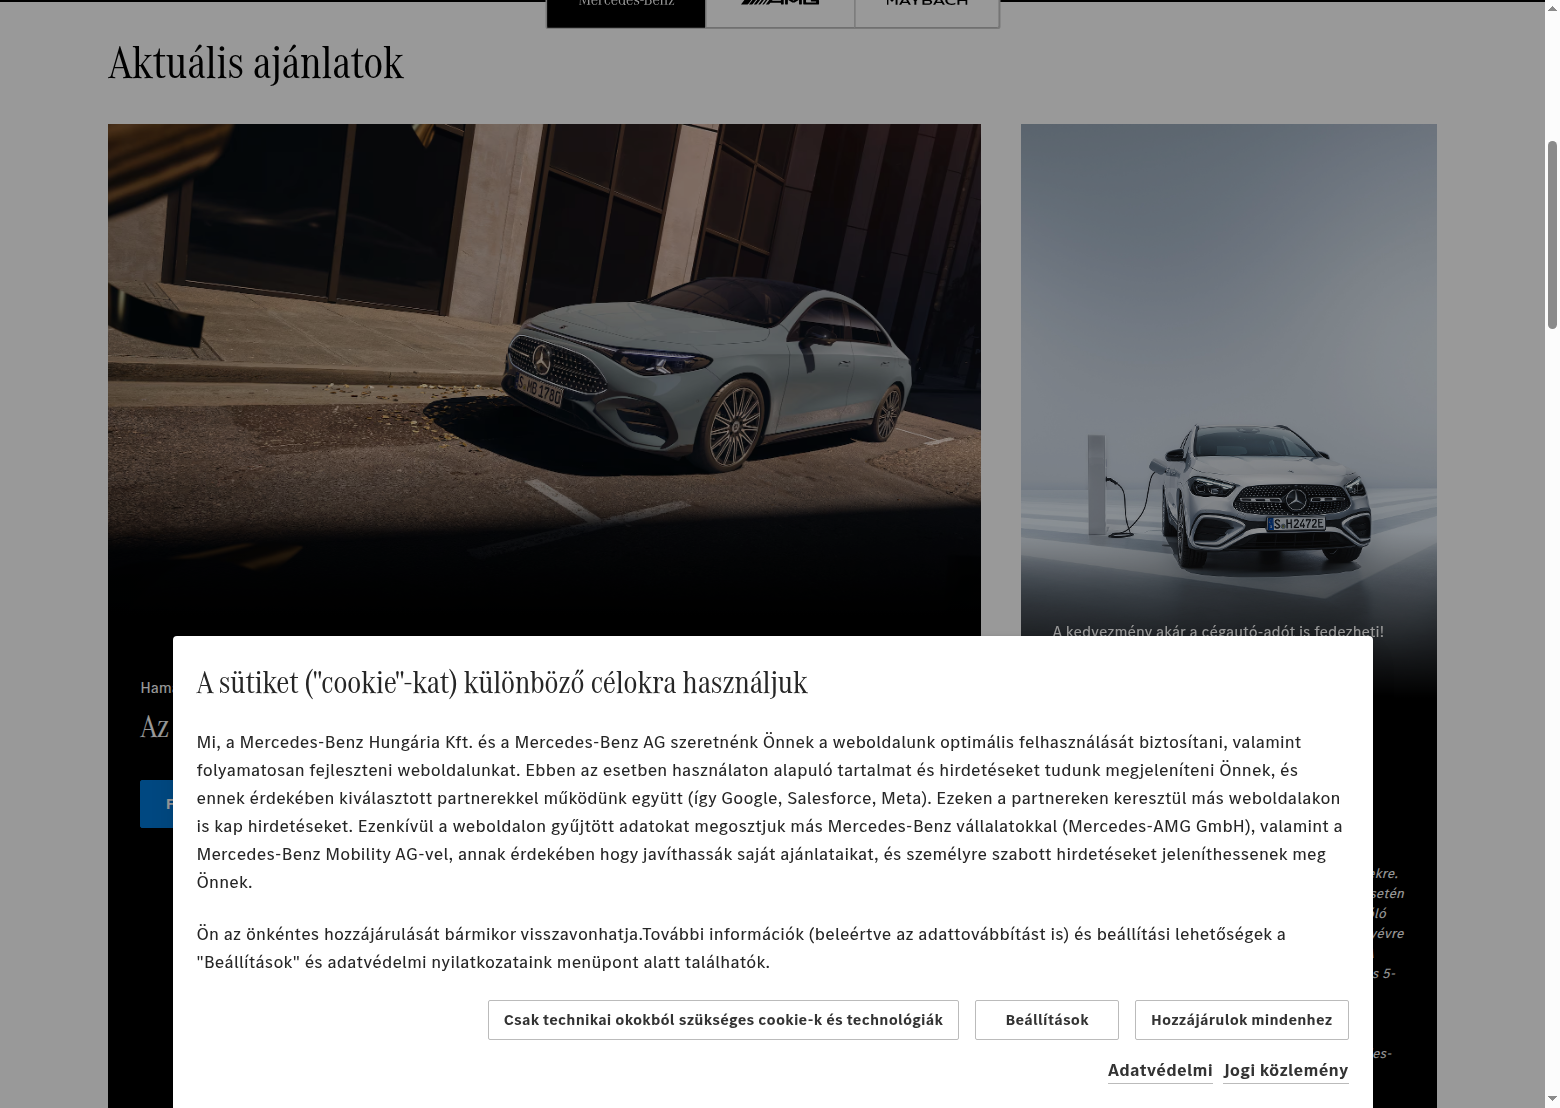 Mercedes-Benz
AMG
MAYBACH
Aktuális ajánlatok
S·MB 1780
S·H2472E
A kedvezmény akár a cégautó-adót is fedezheti!
Az
A sütiket ("cookie"-kat) különböző célokra használjuk
Mi, a Mercedes-Benz Hungária Kft. és a Mercedes-Benz AG szeretnénk Önnek a weboldalunk optimális felhasználását biztosítani, valamint
folyamatosan fejleszteni weboldalunkat. Ebben az esetben használaton alapuló tartalmat és hirdetéseket tudunk megjeleníteni Önnek, és
ennek érdekében kiválasztott partnerekkel működünk együtt (így Google, Salesforce, Meta). Ezeken a partnereken keresztül más weboldalakon
is kap hirdetéseket. Ezenkívül a weboldalon gyűjtött adatokat megosztjuk más Mercedes-Benz vállalatokkal (Mercedes-AMG GmbH), valamint a
Mercedes-Benz Mobility AG-vel, annak érdekében hogy javíthassák saját ajánlataikat, és személyre szabott hirdetéseket jeleníthessenek meg
Önnek.
Ön az önkéntes hozzájárulását bármikor visszavonhatja.További információk (beleértve az adattovábbítást is) és beállítási lehetőségek a
"Beállítások" és adatvédelmi nyilatkozataink menüpont alatt találhatók.
Csak technikai okokból szükséges cookie-k és technológiák
Beállítások
Hozzájárulok mindenhez
Adatvédelmi
Jogi közlemény